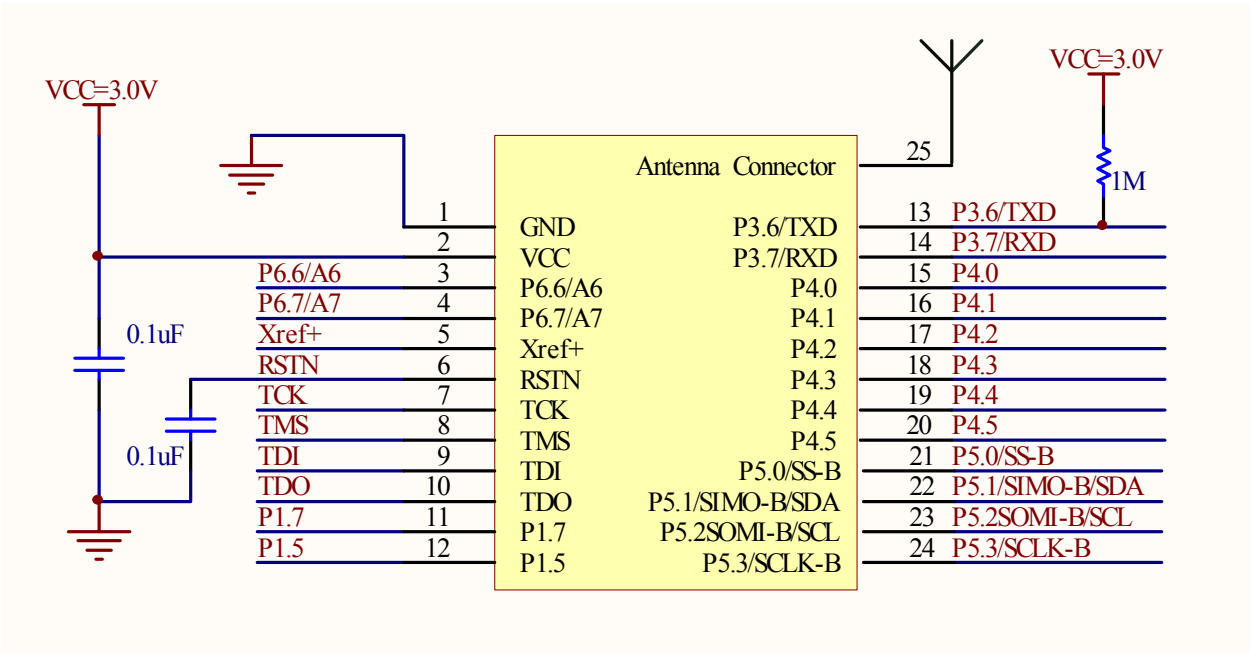 VCC=3.0V
VCC=3.0V
25
Antenna Connector
1M
1 GND P3.6/TXD 13 P3.6/TXD
2 VCC P3.7/RXD 14 P3.7/RXD
P6.6/A6 3 P6.6/A6 P4.0 15 P4.0
P6.7/A7 4 P6.7/A7 P4.1 16 P4.1
0.1uF
Xref+ 5 Xref+ P4.2 17 P4.2
RSTN 6 RSTN P4.3 18 P4.3
TCK 7 TCK P4.4 19 P4.4
TMS 8 TMS P4.5 20 P4.5
0.1uF
TDI 9 TDI P5.0/SS-B 21 P5.0/SS-B
TDO 10 TDO P5.1/SIMO-B/SDA 22 P5.1/SIMO-B/SDA
P1.7 11 P1.7 P5.2SOMI-B/SCL 23 P5.2SOMI-B/SCL
P1.5 12 P1.5 P5.3/SCLK-B 24 P5.3/SCLK-B